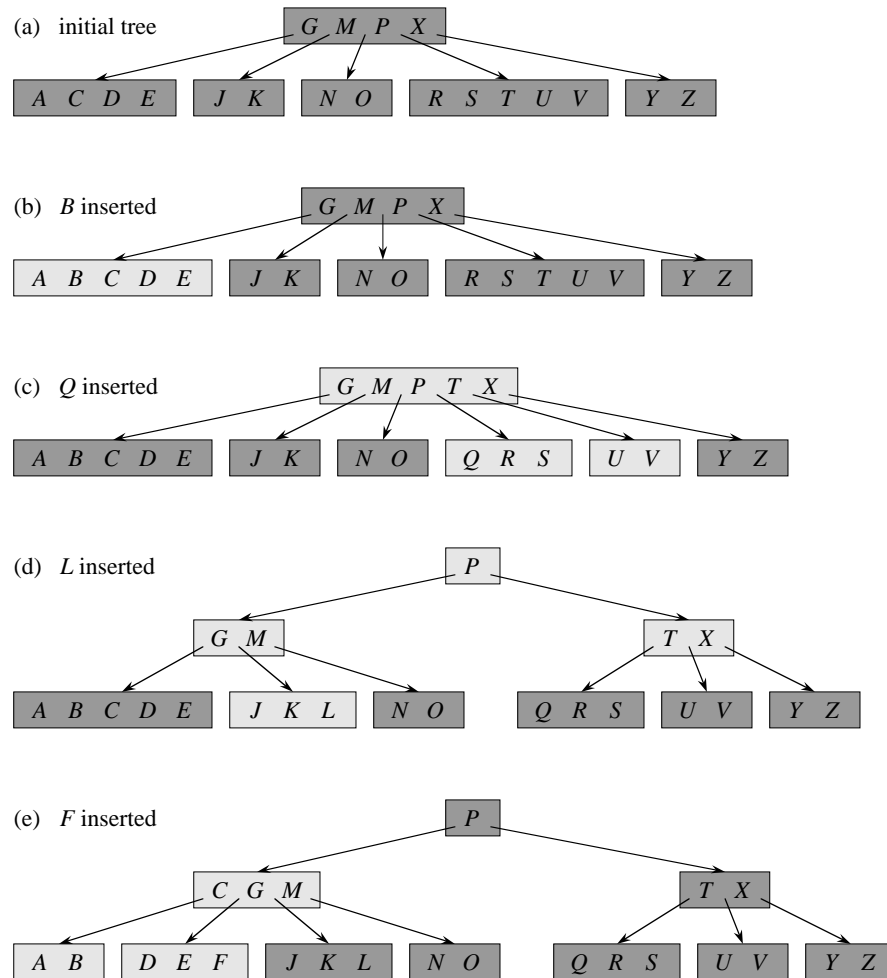 (a) initial tree G M P X
A C D E J K N O R S T U V Y Z
(b) B inserted G M P X
A B C D E J K N O R S T U V Y Z
(c) Q inserted G M P T X
A B C D E J K N O Q R S U V Y Z
(d) L inserted P
G M T X
A B C D E J K L N O Q R S U V Y Z
(e) F inserted P
C G M T X
A B D E F J K L N O Q R S U V Y Z